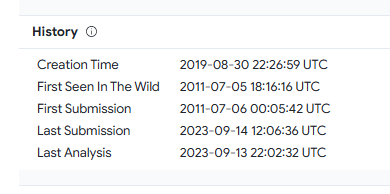 History
Creation Time 2019-08-30 22:26:59 UTC
First Seen In The Wild 2011-07-05 18:16:16 UTC
First Submission 2011-07-06 00:05:42 UTC
Last Submission 2023-09-14 12:06:36 UTC
Last Analysis 2023-09-13 22:02:32 UTC